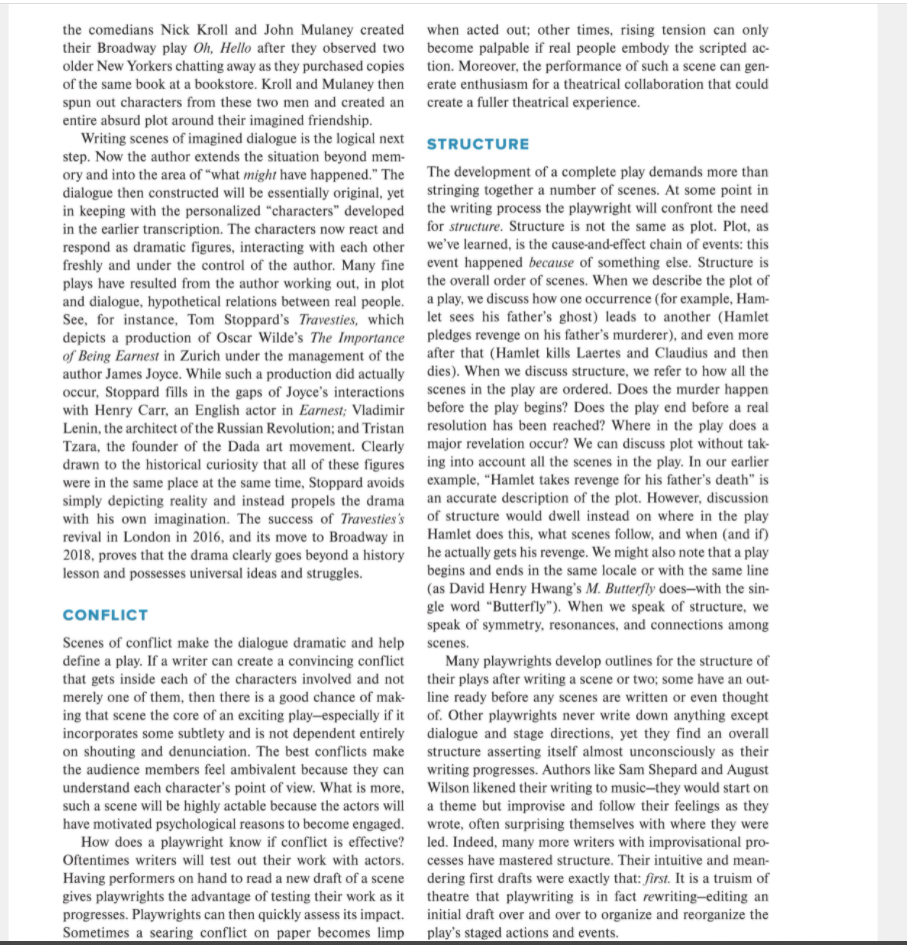 the comedians Nick Kroll and John Mulaney created
their Broadway play Oh, Hello after they observed two
older New Yorkers chatting away as they purchased copies
of the same book at a bookstore. Kroll and Mulaney then
spun out characters from these two men and created an
entire absurd plot around their imagined friendship.
Writing scenes of imagined dialogue is the logical next
step. Now the author extends the situation beyond mem-
ory and into the area of “what might have happened.” The
dialogue then constructed will be essentially original, yet
in keeping with the personalized “characters” developed
in the earlier transcription. The characters now react and
respond as dramatic figures, interacting with each other
freshly and under the control of the author. Many fine
plays have resulted from the author working out, in plot
and dialogue, hypothetical relations between real people.
See, for instance, Tom Stoppard’s Travesties, which
depicts a production of Oscar Wilde’s The Importance
of Being Earnest in Zurich under the management of the
author James Joyce. While such a production did actually
occur, Stoppard fills in the gaps of Joyce’s interactions
with Henry Carr, an English actor in Earnest; Vladimir
Lenin, the architect of the Russian Revolution; and Tristan
Tzara, the founder of the Dada art movement. Clearly
drawn to the historical curiosity that all of these figures
were in the same place at the same time, Stoppard avoids
simply depicting reality and instead propels the drama
with his own imagination. The success of Travesties’s
revival in London in 2016, and its move to Broadway in
2018, proves that the drama clearly goes beyond a history
lesson and possesses universal ideas and struggles.
CONFLICT
Scenes of conflict make the dialogue dramatic and help
define a play. If a writer can create a convincing conflict
that gets inside each of the characters involved and not
merely one of them, then there is a good chance of mak-
ing that scene the core of an exciting play—especially if it
incorporates some subtlety and is not dependent entirely
on shouting and denunciation. The best conflicts make
the audience members feel ambivalent because they can
understand each character’s point of view. What is more,
such a scene will be highly actable because the actors will
have motivated psychological reasons to become engaged.
How does a playwright know if conflict is effective?
Oftentimes writers will test out their work with actors.
Having performers on hand to read a new draft of a scene
gives playwrights the advantage of testing their work as it
progresses. Playwrights can then quickly assess its impact.
Sometimes a searing conflict on paper becomes limp
when acted out; other times, rising tension can only
become palpable if real people embody the scripted ac-
tion. Moreover, the performance of such a scene can gen-
erate enthusiasm for a theatrical collaboration that could
create a fuller theatrical experience.
STRUCTURE
The development of a complete play demands more than
stringing together a number of scenes. At some point in
the writing process the playwright will confront the need
for structure. Structure is not the same as plot. Plot, as
we’ve learned, is the cause-and-effect chain of events: this
event happened because of something else. Structure is
the overall order of scenes. When we describe the plot of
a play, we discuss how one occurrence (for example, Ham-
let sees his father’s ghost) leads to another (Hamlet
pledges revenge on his father’s murderer), and even more
after that (Hamlet kills Laertes and Claudius and then
dies). When we discuss structure, we refer to how all the
scenes in the play are ordered. Does the murder happen
before the play begins? Does the play end before a real
resolution has been reached? Where in the play does a
major revelation occur? We can discuss plot without tak-
ing into account all the scenes in the play. In our earlier
example, “Hamlet takes revenge for his father’s death” is
an accurate description of the plot. However, discussion
of structure would dwell instead on where in the play
Hamlet does this, what scenes follow, and when (and if)
he actually gets his revenge. We might also note that a play
begins and ends in the same locale or with the same line
(as David Henry Hwang’s M. Butterfly does—with the sin-
gle word “Butterfly”). When we speak of structure, we
speak of symmetry, resonances, and connections among
scenes.
Many playwrights develop outlines for the structure of
their plays after writing a scene or two; some have an out-
line ready before any scenes are written or even thought
of. Other playwrights never write down anything except
dialogue and stage directions, yet they find an overall
structure asserting itself almost unconsciously as their
writing progresses. Authors like Sam Shepard and August
Wilson likened their writing to music—they would start on
a theme but improvise and follow their feelings as they
wrote, often surprising themselves with where they were
led. Indeed, many more writers with improvisational pro-
cesses have mastered structure. Their intuitive and mean-
dering first drafts were exactly that: first. It is a truism of
theatre that playwriting is in fact rewriting—editing an
initial draft over and over to organize and reorganize the
play’s staged actions and events.